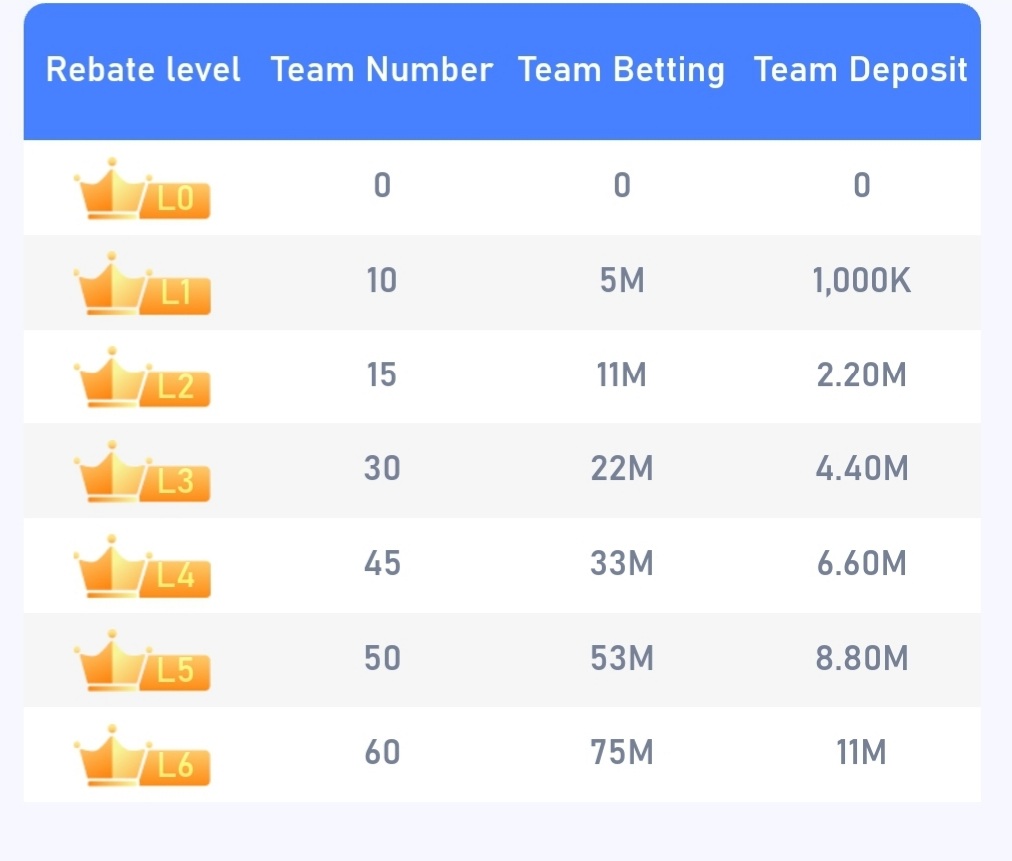 Rebate level Team Number Team Betting Team Deposit
L0 0 0 0
L1 10 5M 1,000K
L2 15 11M 2.20M
L3 30 22M 4.40M
L4 45 33M 6.60M
L5 50 53M 8.80M
L6 60 75M 11M